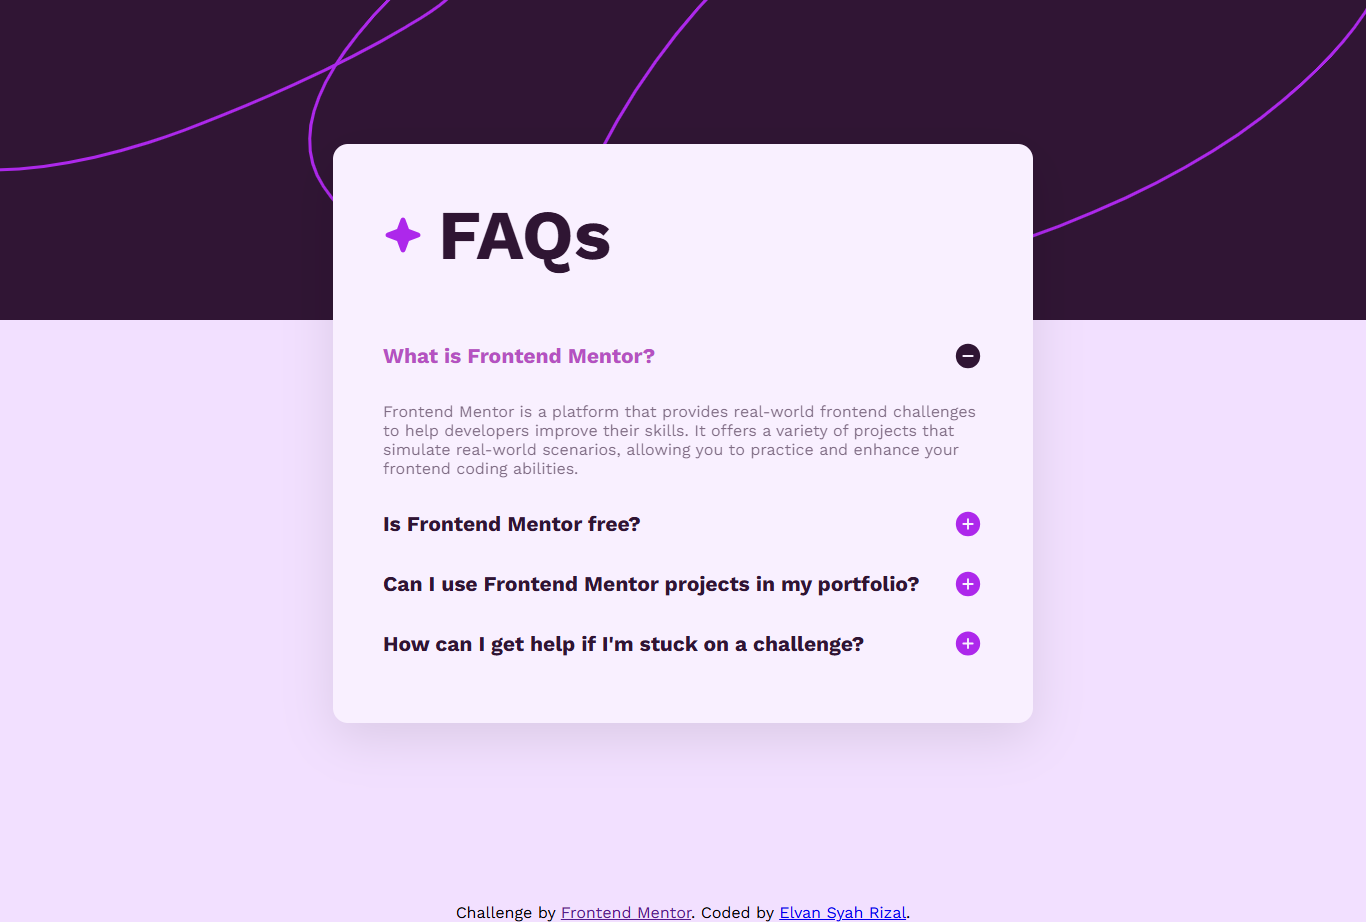 FAQs
What is Frontend Mentor?
Frontend Mentor is a platform that provides real-world frontend challenges
to help developers improve their skills. It offers a variety of projects that
simulate real-world scenarios, allowing you to practice and enhance your
frontend coding abilities.
Is Frontend Mentor free?
Can I use Frontend Mentor projects in my portfolio?
How can I get help if I'm stuck on a challenge?
Challenge by Frontend Mentor. Coded by Elvan Syah Rizal.